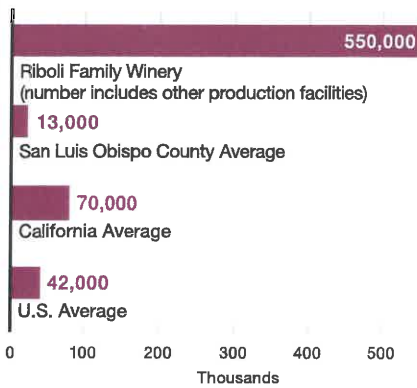 550,000
Riboli Family Winery
(number includes other production facilities)
13,000
San Luis Obispo County Average
70,000
California Average
42,000
U.S. Average
0 100 200 300 400 500
Thousands